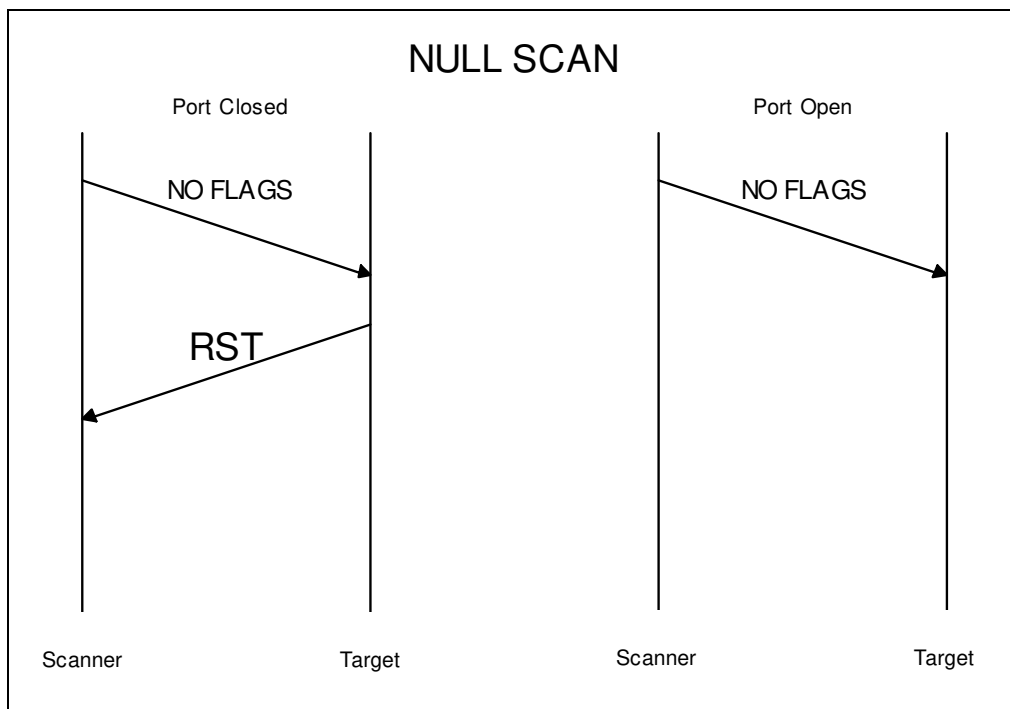 NULL SCAN
Port Closed
Port Open
NO FLAGS
NO FLAGS
RST
Scanner
Target
Scanner
Target